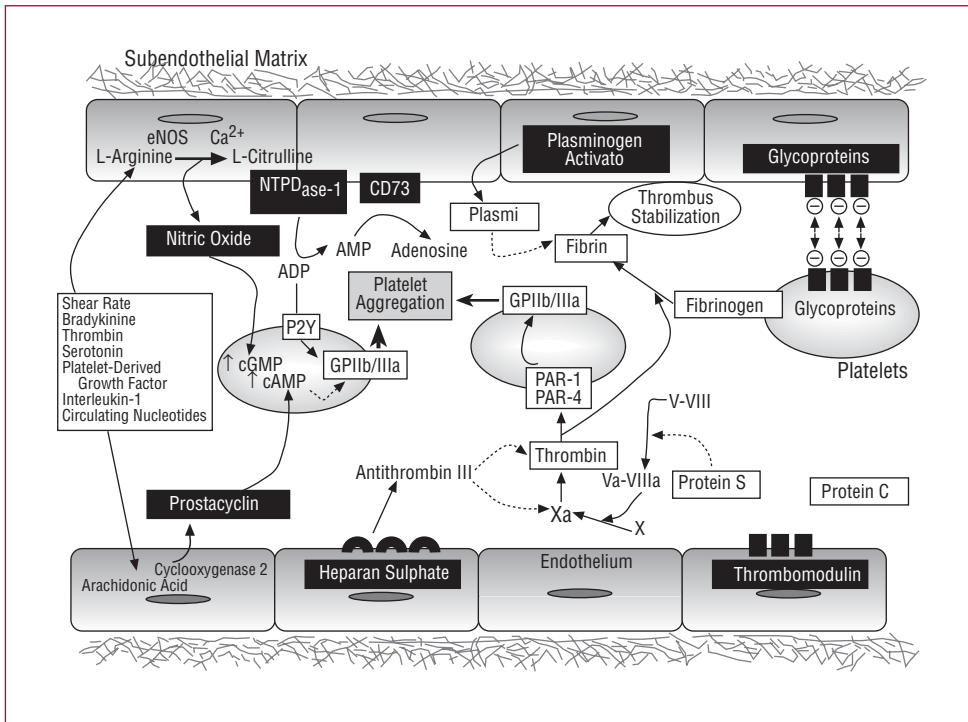 Subendothelial Matrix
eNOS Ca2+
L-Arginine L-Citrulline
NTPDase-1
CD73
Plasminogen
Activato
Glycoproteins
Nitric Oxide
AMP
Adenosine
ADP
Plasmi
Fibrin
Thrombus
Stabilization
Shear Rate
Bradykinine
Thrombin
Serotonin
Platelet-Derived
Growth Factor
Interleukin-1
Circulating Nucleotides
P2Y
↑ cGMP
↑ cAMP
GPIIb/IIIa
Platelet
Aggregation
GPIIb/IIIa
PAR-1
PAR-4
Fibrinogen
Glycoproteins
Platelets
Thrombin
V-VIII
Va-VIIIa
Protein S
Protein C
Xa
X
Antithrombin III
Prostacyclin
Cyclooxygenase 2
Arachidonic Acid
Heparan Sulphate
Endothelium
Thrombomodulin